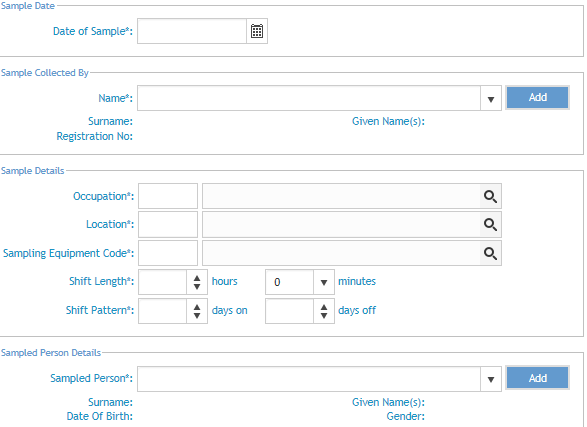 Sample Date
Date of Sample*:
Sample Collected By
Name*: Add
Surname: Given Name(s):
Registration No:
Sample Details
Occupation*:
Location*:
Sampling Equipment Code*:
Shift Length*: hours 0 minutes
Shift Pattern*: days on days off
Sampled Person Details
Sampled Person*: Add
Surname: Given Name(s):
Date Of Birth: Gender: